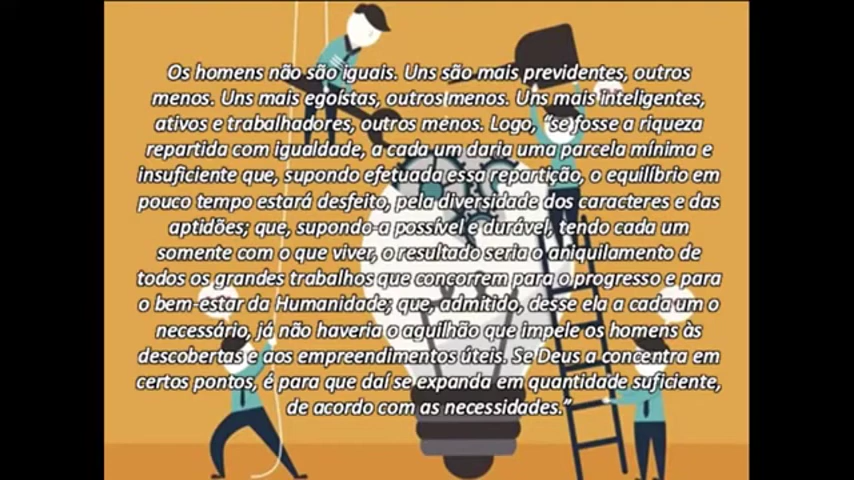 Os homens não são iguais. Uns são mais previdentes, outros
menos. Uns mais egoístas, outros menos. Uns mais inteligentes,
ativos e trabalhadores, outros menos. Logo, “se fosse a riqueza
repartida com igualdade, a cada um daria uma parcela mínima e
insuficiente que, supondo efetuada essa repartição, o equilíbrio em
pouco tempo estará desfeito, pela diversidade dos caracteres e das
aptidões; que, supondo-a possível e durável, tendo cada um
somente com o que viver, o resultado seria o aniquilamento de
todos os grandes trabalhos que concorrem para o progresso e para
o bem-estar da Humanidade; que, admitido, desse ela a cada um o
necessário, já não haveria o aguilhão que impele os homens às
descobertas e aos empreendimentos úteis. Se Deus a concentra em
certos pontos, é para que daí se expanda em quantidade suficiente,
de acordo com as necessidades.”